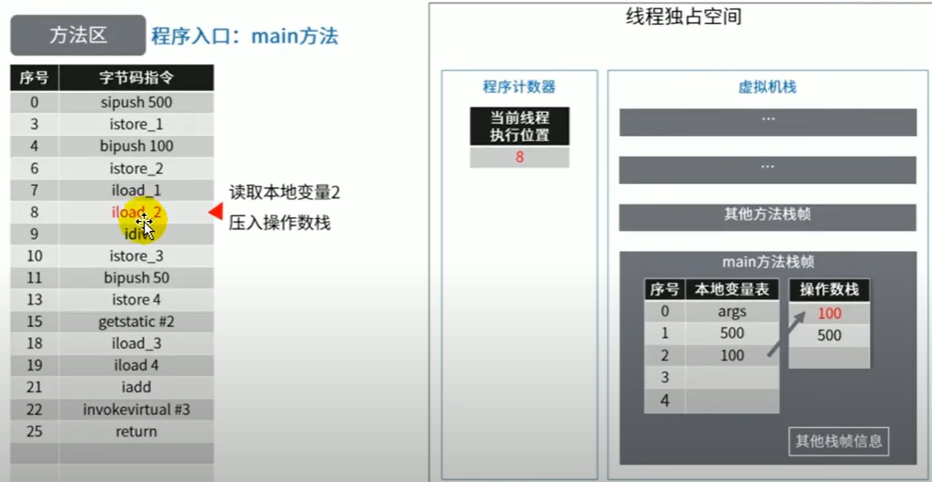 方法区 程序入口：main方法
序号 字节码指令
0 sipush 500
3 istore_1
4 bipush 100
6 istore_2
7 iload_1
8 iload_2
9 idiv
10 istore_3
11 bipush 50
13 istore 4
15 getstatic #2
18 iload_3
19 iload 4
21 iadd
22 invokevirtual #3
25 return
读取本地变量2
压入操作数栈
线程独占空间
程序计数器
当前线程
执行位置
8
虚拟机栈
...
...
其他方法栈帧
main方法栈帧
序号 本地变量表
0 args
1 500
2 100
3
4
操作数栈
100
500
其他栈帧信息